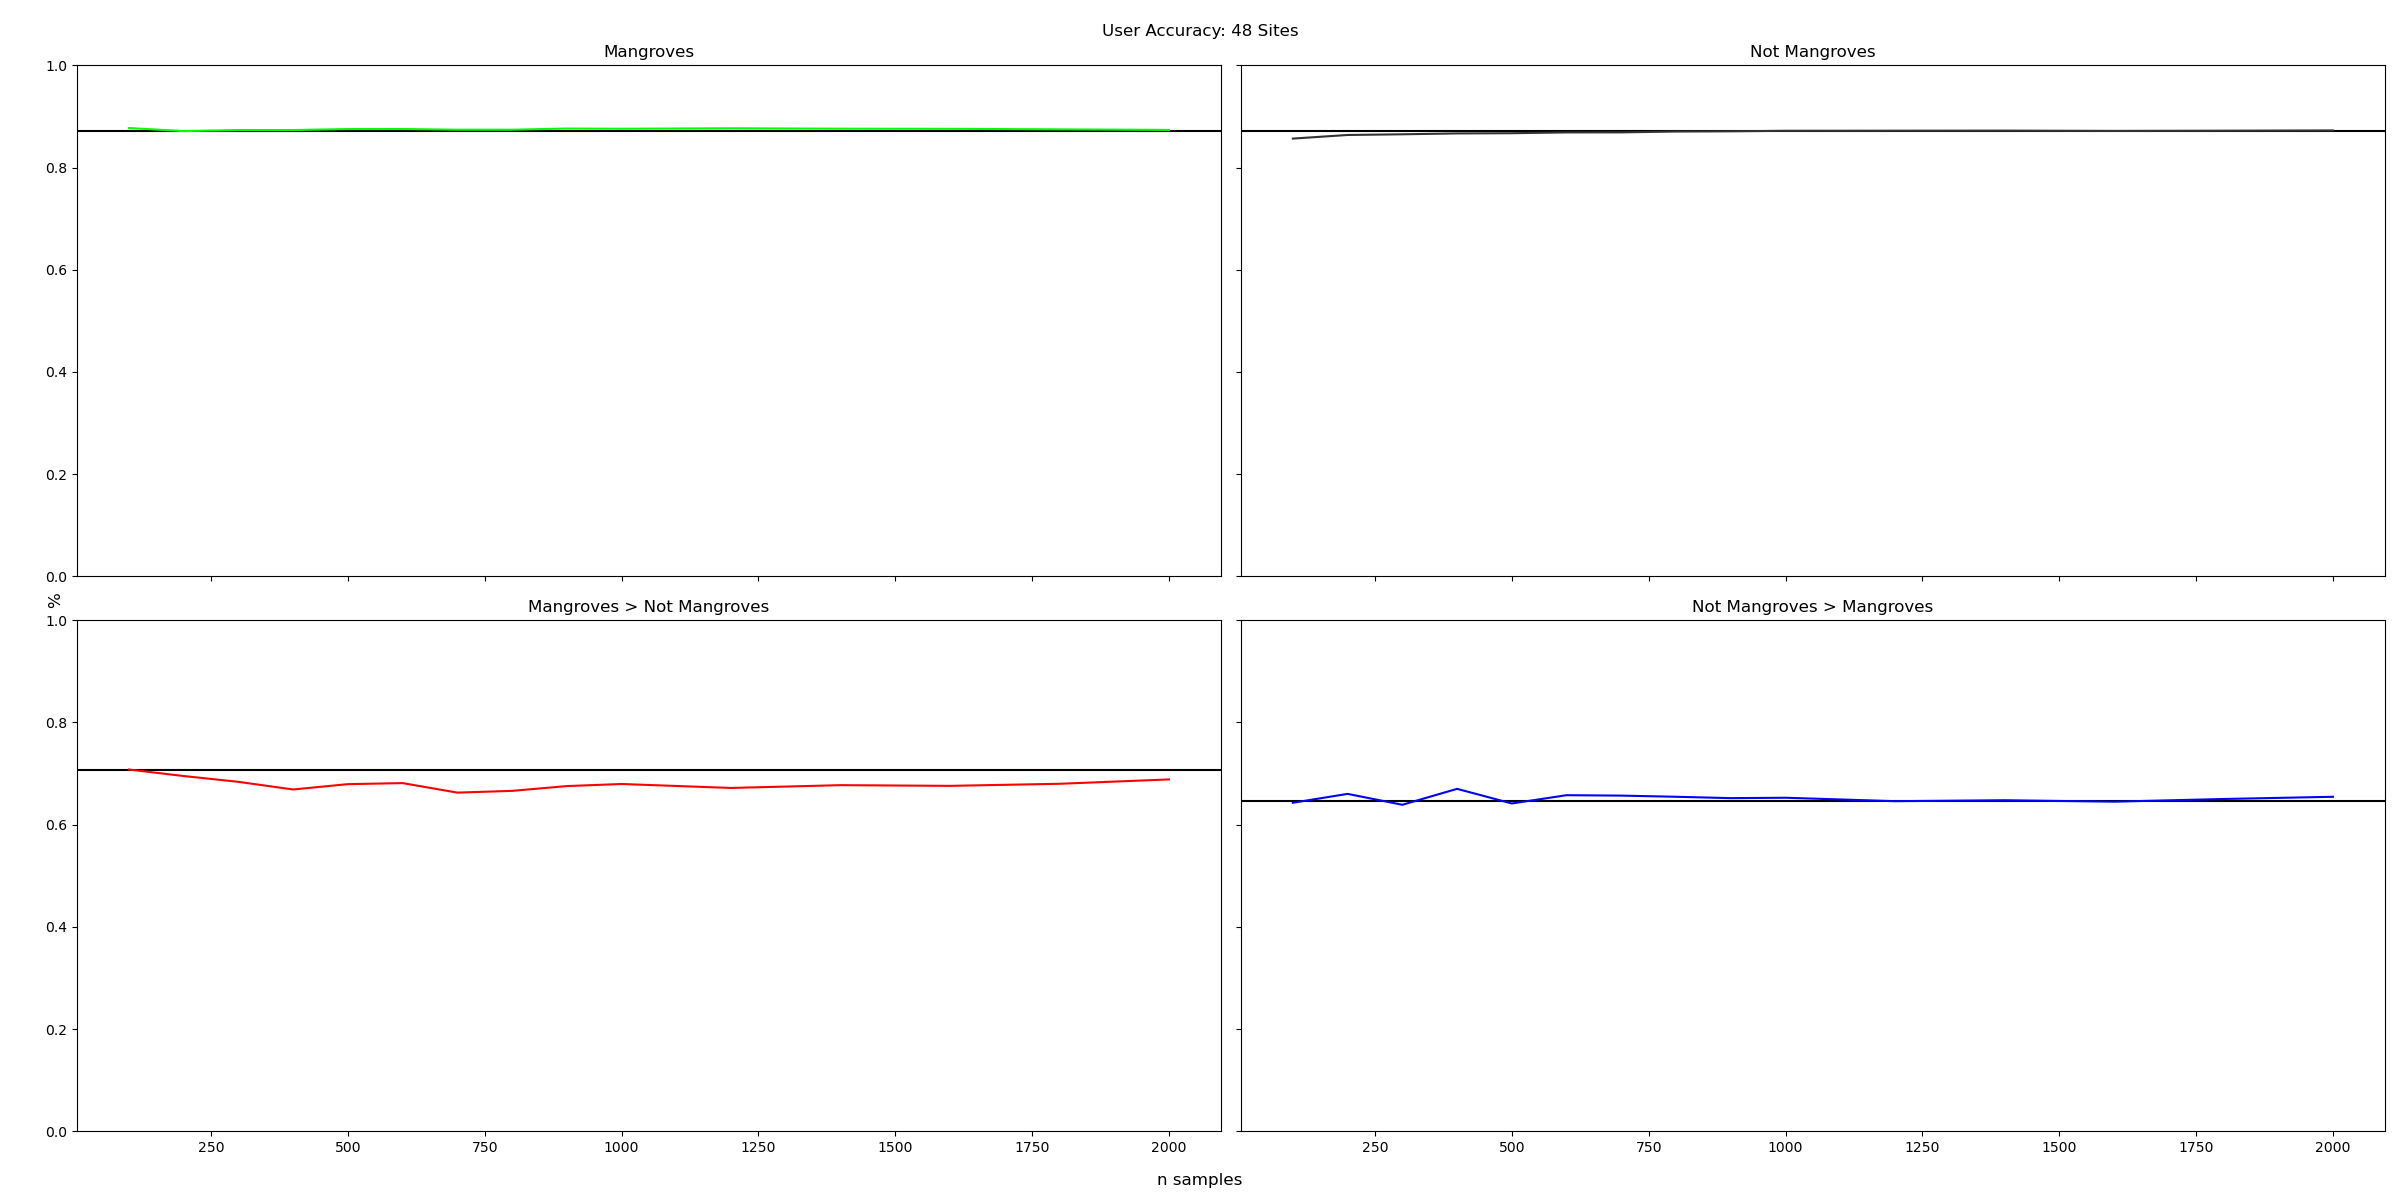 User Accuracy: 48 Sites
Mangroves
Not Mangroves
1.0
0.8
0.6
0.4
0.2
0.0
%
Mangroves > Not Mangroves
Not Mangroves > Mangroves
1.0
0.8
0.6
0.4
0.2
0.0
250 500 750 1000 1250 1500 1750 2000
250 500 750 1000 1250 1500 1750 2000
n samples